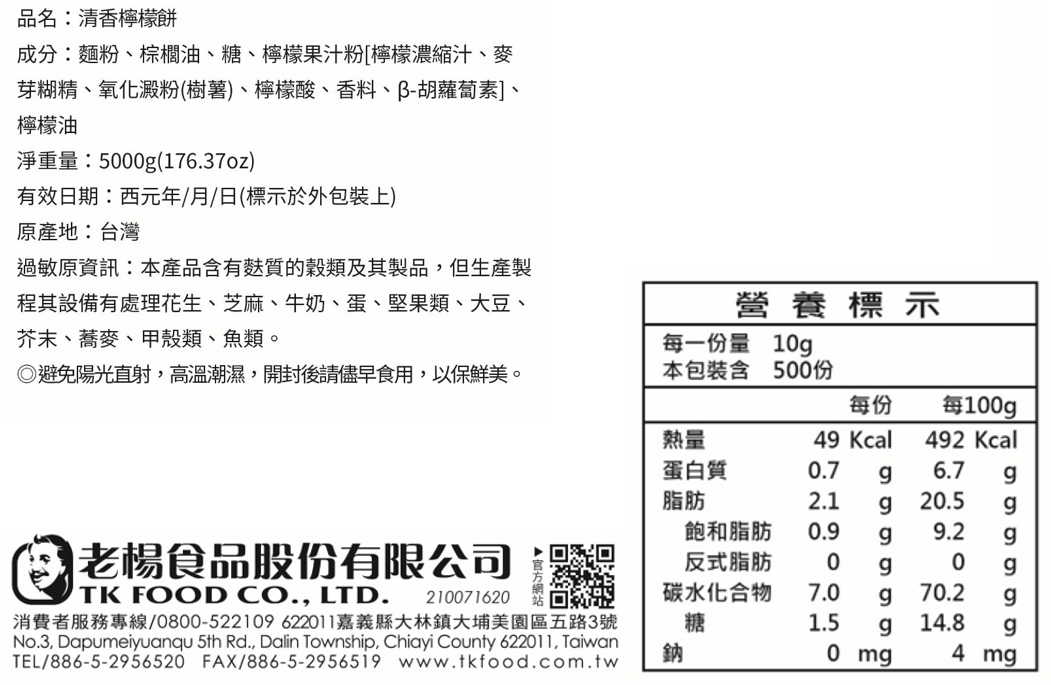 品名：清香檸檬餅
成分：麵粉、棕櫚油、糖、檸檬果汁粉[檸檬濃縮汁、麥
芽糊精、氧化澱粉(樹薯)、檸檬酸、香料、β-胡蘿蔔素]、
檸檬油
淨重量：5000g(176.37oz)
有效日期：西元年/月/日(標示於外包裝上)
原產地：台灣
過敏原資訊：本產品含有麩質的穀類及其製品，但生產製
程其設備有處理花生、芝麻、牛奶、蛋、堅果類、大豆、
芥末、蕎麥、甲殼類、魚類。
◎避免陽光直射，高溫潮濕，開封後請儘早食用，以保鮮美。
營養標示
每一份量 10g
本包裝含 500份
每份 每100g
熱量 49 Kcal 492 Kcal
蛋白質 0.7 g 6.7 g
脂肪 2.1 g 20.5 g
飽和脂肪 0.9 g 9.2 g
反式脂肪 0 g 0 g
碳水化合物 7.0 g 70.2 g
糖 1.5 g 14.8 g
鈉 0 mg 4 mg
老楊食品股份有限公司
TK FOOD CO., LTD. 210071620
▶官方網站
消費者服務專線/0800-522109 622011嘉義縣大林鎮大埔美園區五路3號
No.3, Dapumeiyuanqu 5th Rd., Dalin Township, Chiayi County 622011, Taiwan
TEL/886-5-2956520 FAX/886-5-2956519 www.tkfood.com.tw